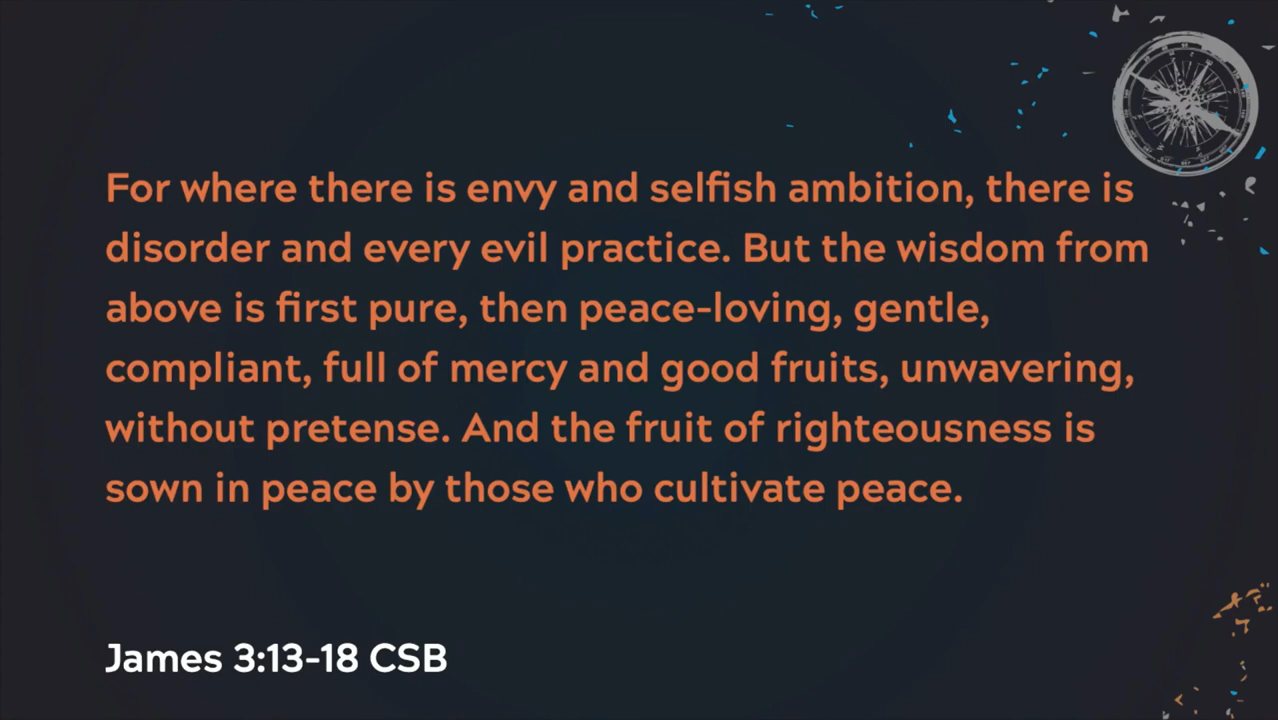 For where there is envy and selfish ambition, there is
disorder and every evil practice. But the wisdom from
above is first pure, then peace-loving, gentle,
compliant, full of mercy and good fruits, unwavering,
without pretense. And the fruit of righteousness is
sown in peace by those who cultivate peace.
James 3:13-18 CSB